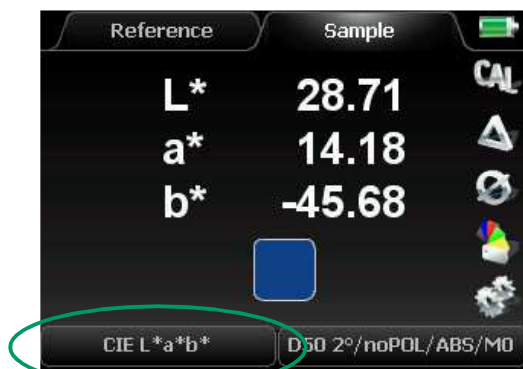 Reference Sample
L* 28.71
CAL
a* 14.18
b* -45.68
CIE L*a*b* D50 2°/noPOL/ABS/M0